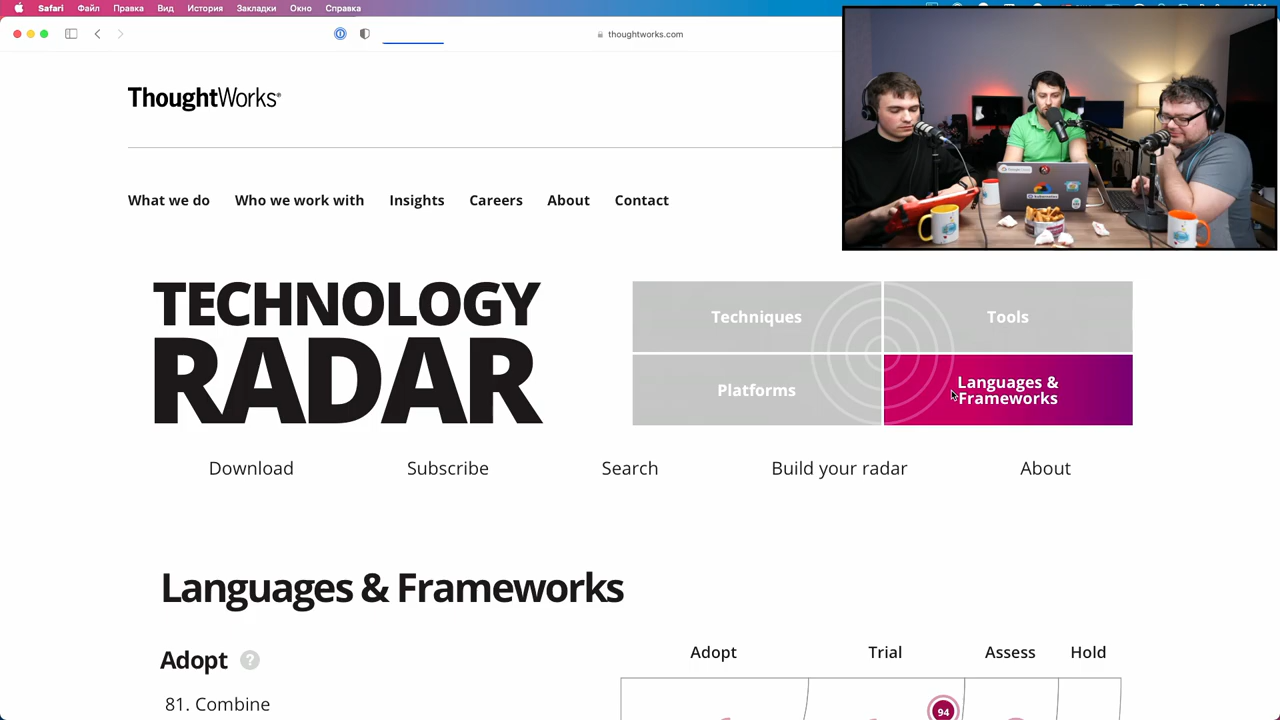 Safari Файл Правка Вид История Закладки Окно Справка
thoughtworks.com
ThoughtWorks®
What we do Who we work with Insights Careers About Contact
TECHNOLOGY
RADAR
Techniques
Tools
Platforms
Languages &
Frameworks
Download Subscribe Search Build your radar About
Languages & Frameworks
Adopt ?
81. Combine
Adopt Trial Assess Hold
94